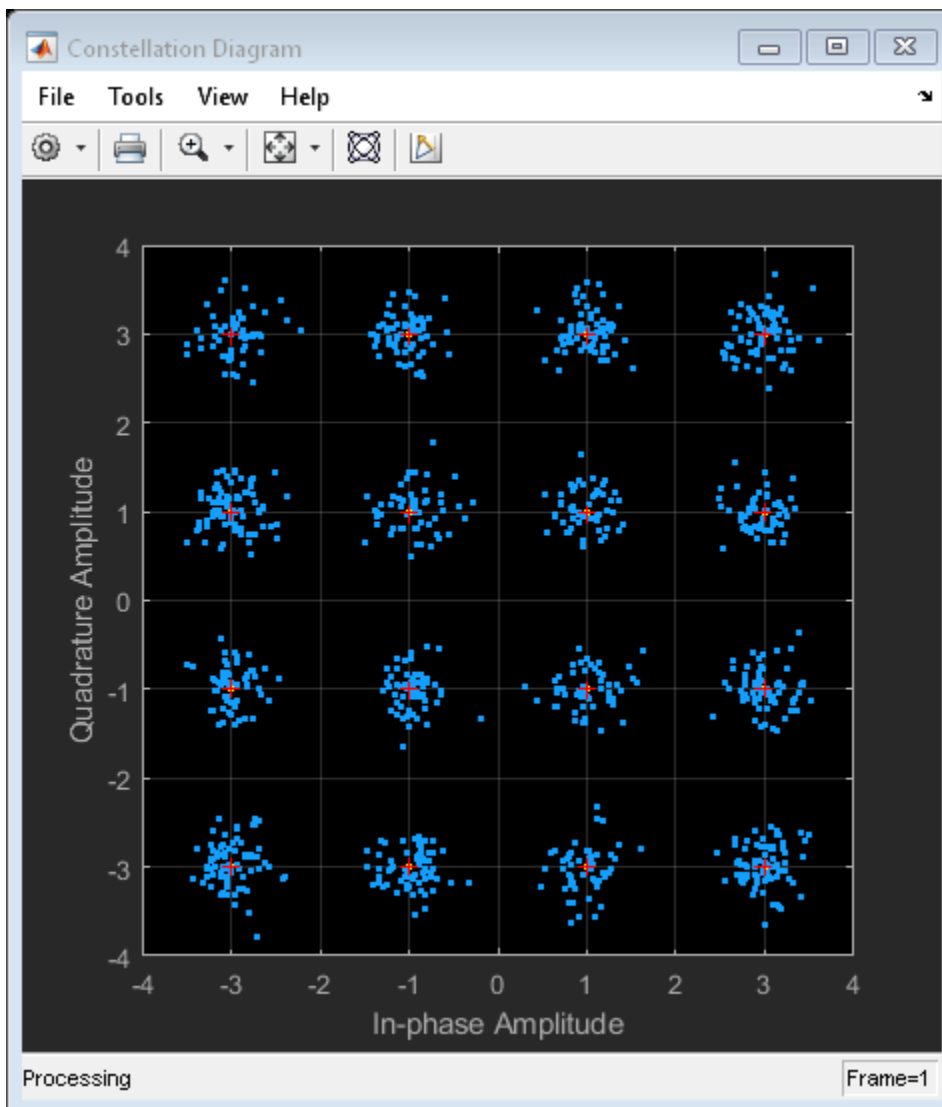 Constellation Diagram
File Tools View Help
4
3
2
1
0
-1
-2
-3
-4
Quadrature Amplitude
-4 -3 -2 -1 0 1 2 3 4
In-phase Amplitude
Processing Frame=1